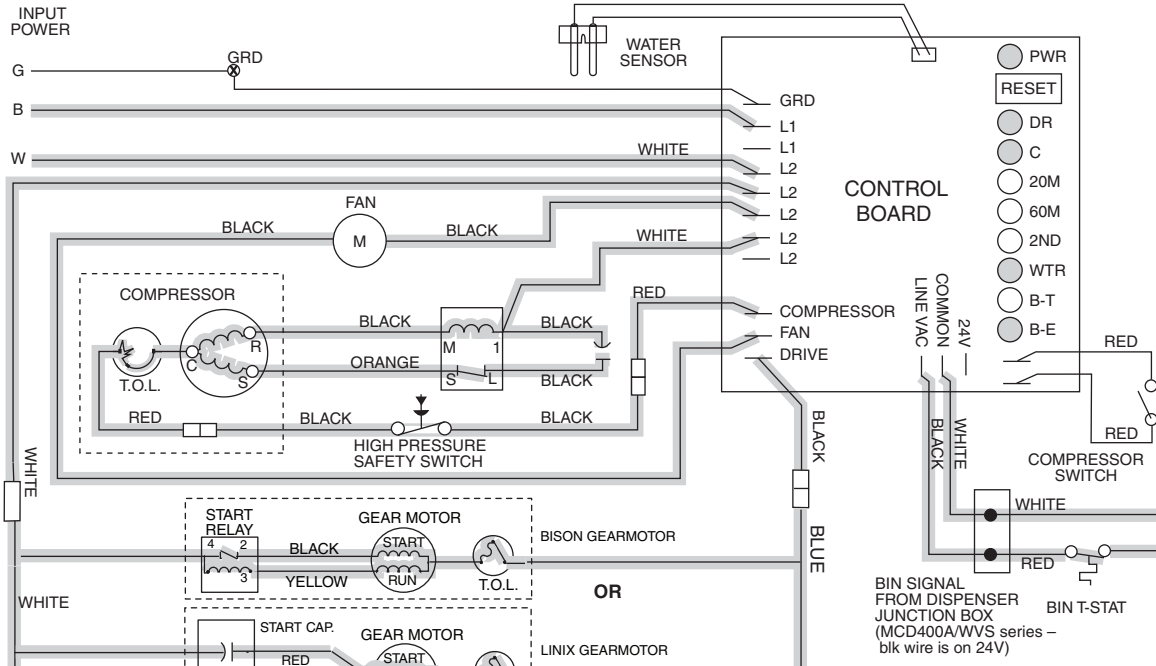 INPUT
POWER
G
GRD
B
W
WATER
SENSOR
WHITE
GRD
L1
L1
L2
L2
L2
L2
L2
CONTROL
BOARD
PWR
RESET
DR
C
20M
60M
2ND
WTR
B-T
B-E
FAN
BLACK
M
BLACK
WHITE
COMPRESSOR
RED
COMPRESSOR
FAN
DRIVE
LINE VAC
COMMON
24V
BLACK
BLACK
R
M
1
C
ORANGE
S
S
L
BLACK
T.O.L.
RED
BLACK
BLACK
HIGH PRESSURE
SAFETY SWITCH
RED
RED
COMPRESSOR
SWITCH
BLACK
BLACK
WHITE
WHITE
START
RELAY
4
2
3
BLACK
YELLOW
GEAR MOTOR
START
RUN
T.O.L.
BISON GEARMOTOR
OR
BLUE
WHITE
RED
BIN T-STAT
BIN SIGNAL
FROM DISPENSER
JUNCTION BOX
(MCD400A/WVS series –
blk wire is on 24V)
WHITE
START CAP.
RED
GEAR MOTOR
START
LINIX GEARMOTOR